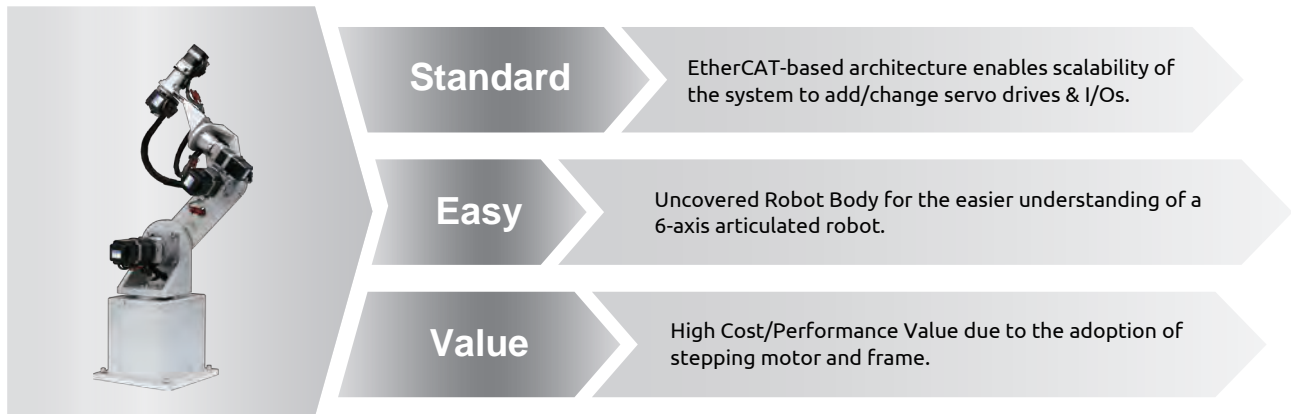 Standard
EtherCAT-based architecture enables scalability of
the system to add/change servo drives & I/Os.
Easy
Uncovered Robot Body for the easier understanding of a
6-axis articulated robot.
Value
High Cost/Performance Value due to the adoption of
stepping motor and frame.